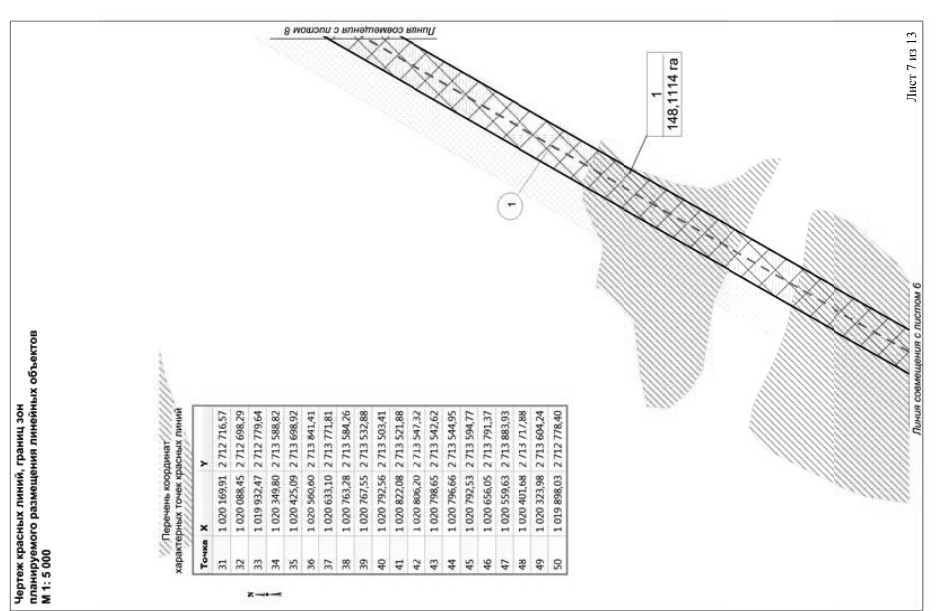 Чертеж красных линий, границ зон
планируемого размещения линейных объектов
М 1: 5 000
Перечень координат
характерных точек красных линий
Точка X Y
31 1 020 169,91 2 712 716,57
32 1 020 088,45 2 712 698,29
33 1 019 932,47 2 712 779,64
34 1 020 349,80 2 713 588,82
35 1 020 425,09 2 713 698,92
36 1 020 560,60 2 713 841,41
37 1 020 633,10 2 713 771,81
38 1 020 763,28 2 713 584,26
39 1 020 767,55 2 713 532,88
40 1 020 792,56 2 713 503,41
41 1 020 822,08 2 713 521,88
42 1 020 806,20 2 713 547,32
43 1 020 798,65 2 713 542,62
44 1 020 796,66 2 713 544,95
45 1 020 792,53 2 713 594,77
46 1 020 656,05 2 713 791,37
47 1 020 559,63 2 713 883,93
48 1 020 401,68 2 713 717,88
49 1 020 323,98 2 713 604,24
50 1 019 898,03 2 712 778,40
N
Линия совмещения с листом 8
1
1
148,1114 га
Линия совмещения с листом 6
Лист 7 из 13